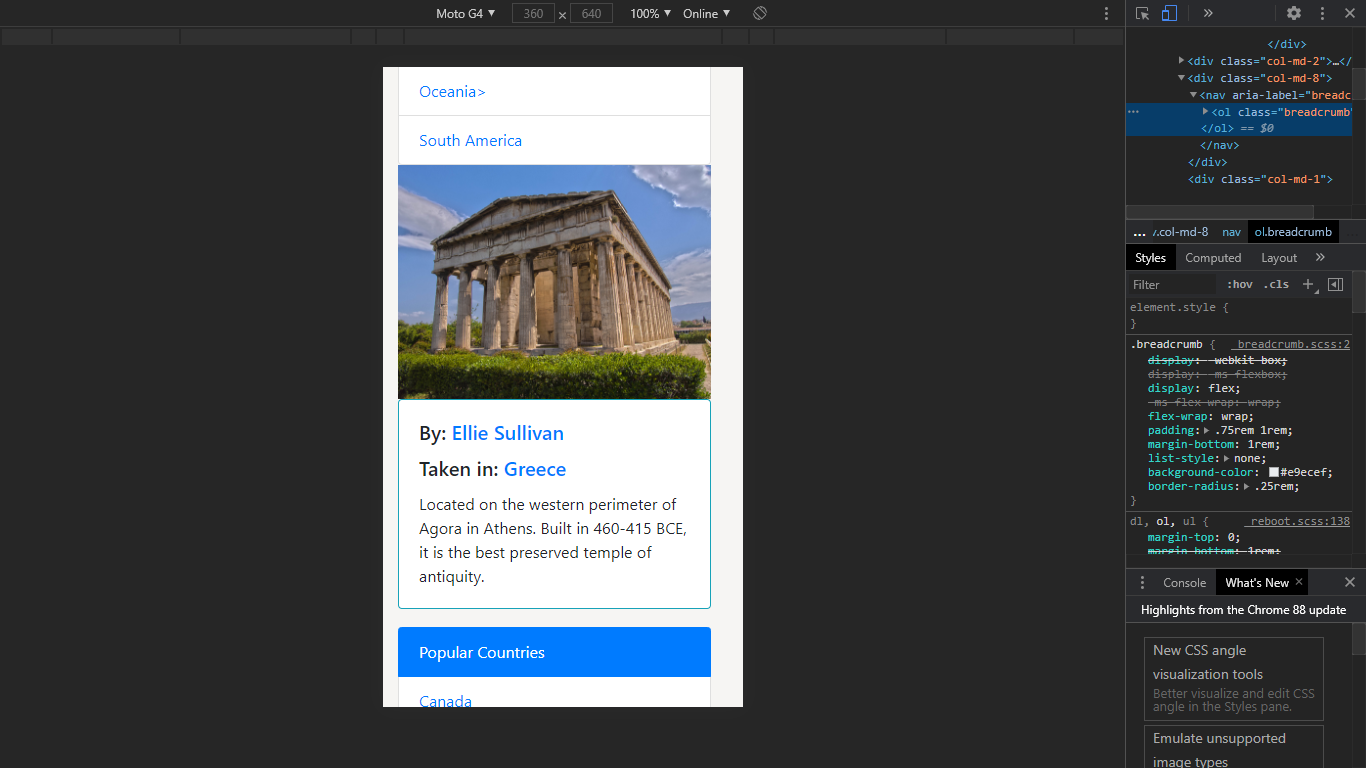 Moto G4 ▼ 360 x 640 100% ▼ Online ▼
Oceania>
South America
By: Ellie Sullivan
Taken in: Greece
Located on the western perimeter of
Agora in Athens. Built in 460-415 BCE,
it is the best preserved temple of
antiquity.
Popular Countries
Canada
</div>
<div class="col-md-2">…</
<div class="col-md-8">
<nav aria-label="breadc
<ol class="breadcrumb"
</ol> == $0
</nav>
</div>
<div class="col-md-1">
… .col-md-8 nav ol.breadcrumb
Styles Computed Layout »
Filter :hov .cls +
element.style {
}
.breadcrumb { _breadcrumb.scss:2
display: -webkit-box;
display: -ms-flexbox;
display: flex;
-ms-flex-wrap: wrap;
flex-wrap: wrap;
padding: .75rem 1rem;
margin-bottom: 1rem;
list-style: none;
background-color: #e9ecef;
border-radius: .25rem;
}
dl, ol, ul { _reboot.scss:138
margin-top: 0;
margin-bottom: 1rem;
Console What's New ×
Highlights from the Chrome 88 update
New CSS angle
visualization tools
Better visualize and edit CSS
angle in the Styles pane.
Emulate unsupported
image types